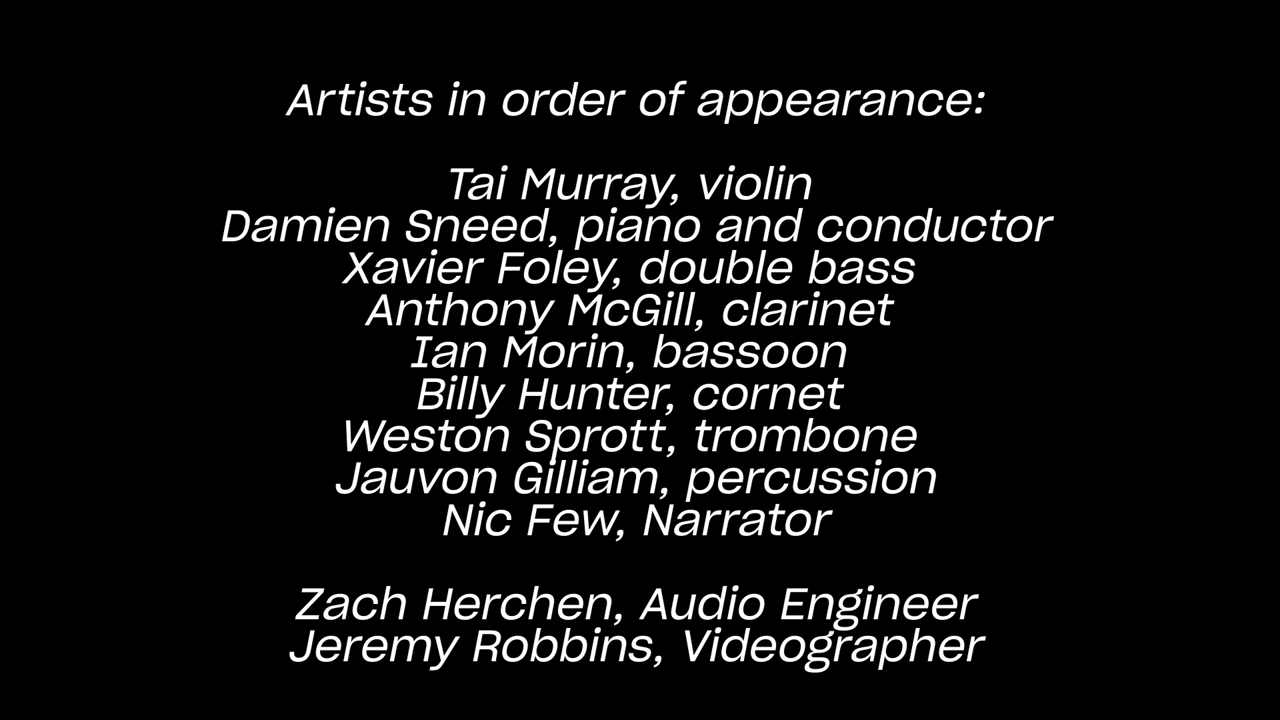 Artists in order of appearance:
Tai Murray, violin
Damien Sneed, piano and conductor
Xavier Foley, double bass
Anthony McGill, clarinet
Ian Morin, bassoon
Billy Hunter, cornet
Weston Sprott, trombone
Jauvon Gilliam, percussion
Nic Few, Narrator
Zach Herchen, Audio Engineer
Jeremy Robbins, Videographer